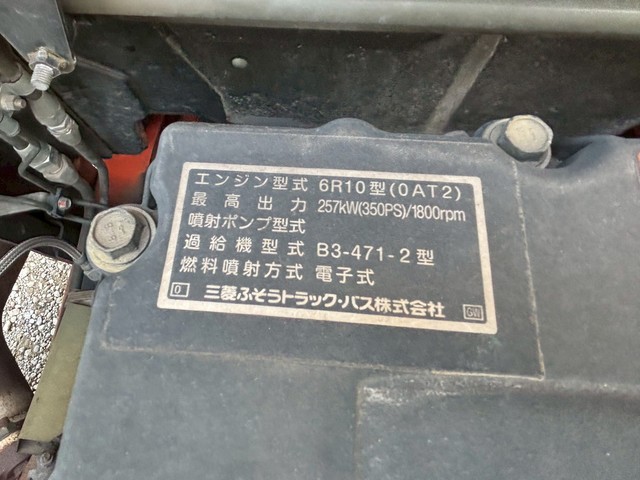 エンジン型式 6R10型(0AT2)
最高出力 257kW(350PS)/1800rpm
噴射ポンプ型式
過給機型式 B3-471-2型
燃料噴射方式 電子式
0 三菱ふそうトラック・バス株式会社 GW